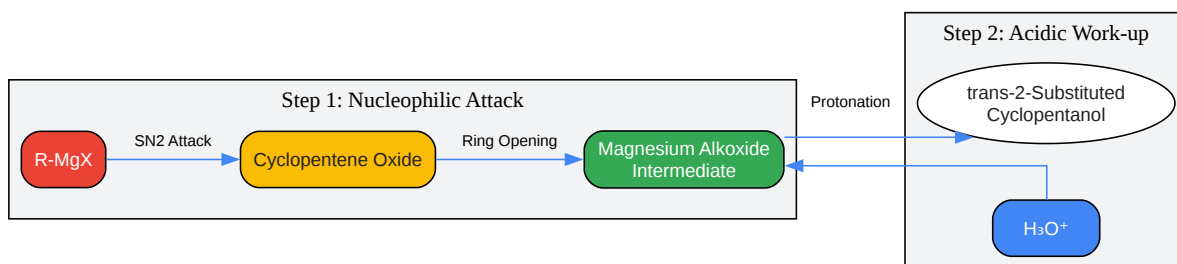 Step 1: Nucleophilic Attack
R-MgX
SN2 Attack
Cyclopentene Oxide
Ring Opening
Magnesium Alkoxide
Intermediate
Protonation
Step 2: Acidic Work-up
trans-2-Substituted
Cyclopentanol
H₃O⁺